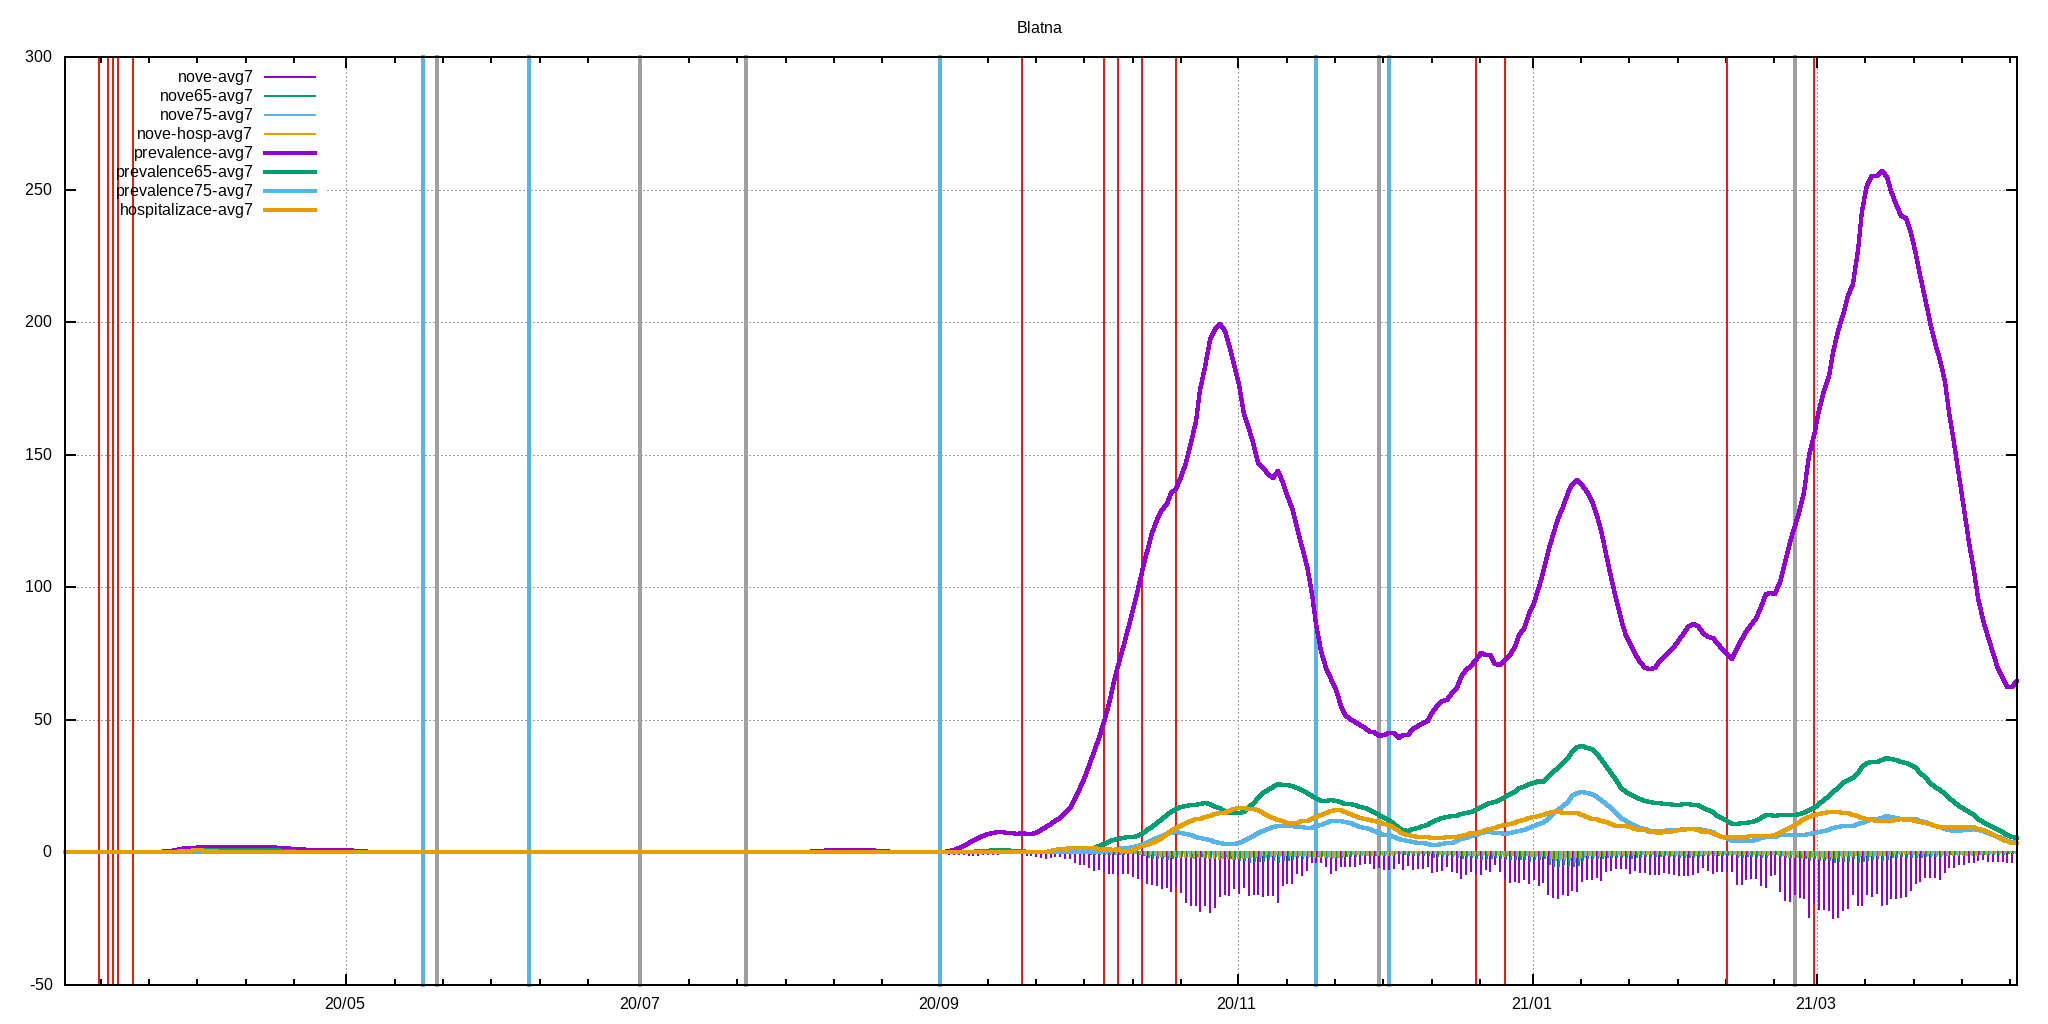 Blatna
300
250
200
150
100
50
0
-50
nove-avg7
nove65-avg7
nove75-avg7
nove-hosp-avg7
prevalence-avg7
prevalence65-avg7
prevalence75-avg7
hospitalizace-avg7
20/05
20/07
20/09
20/11
21/01
21/03